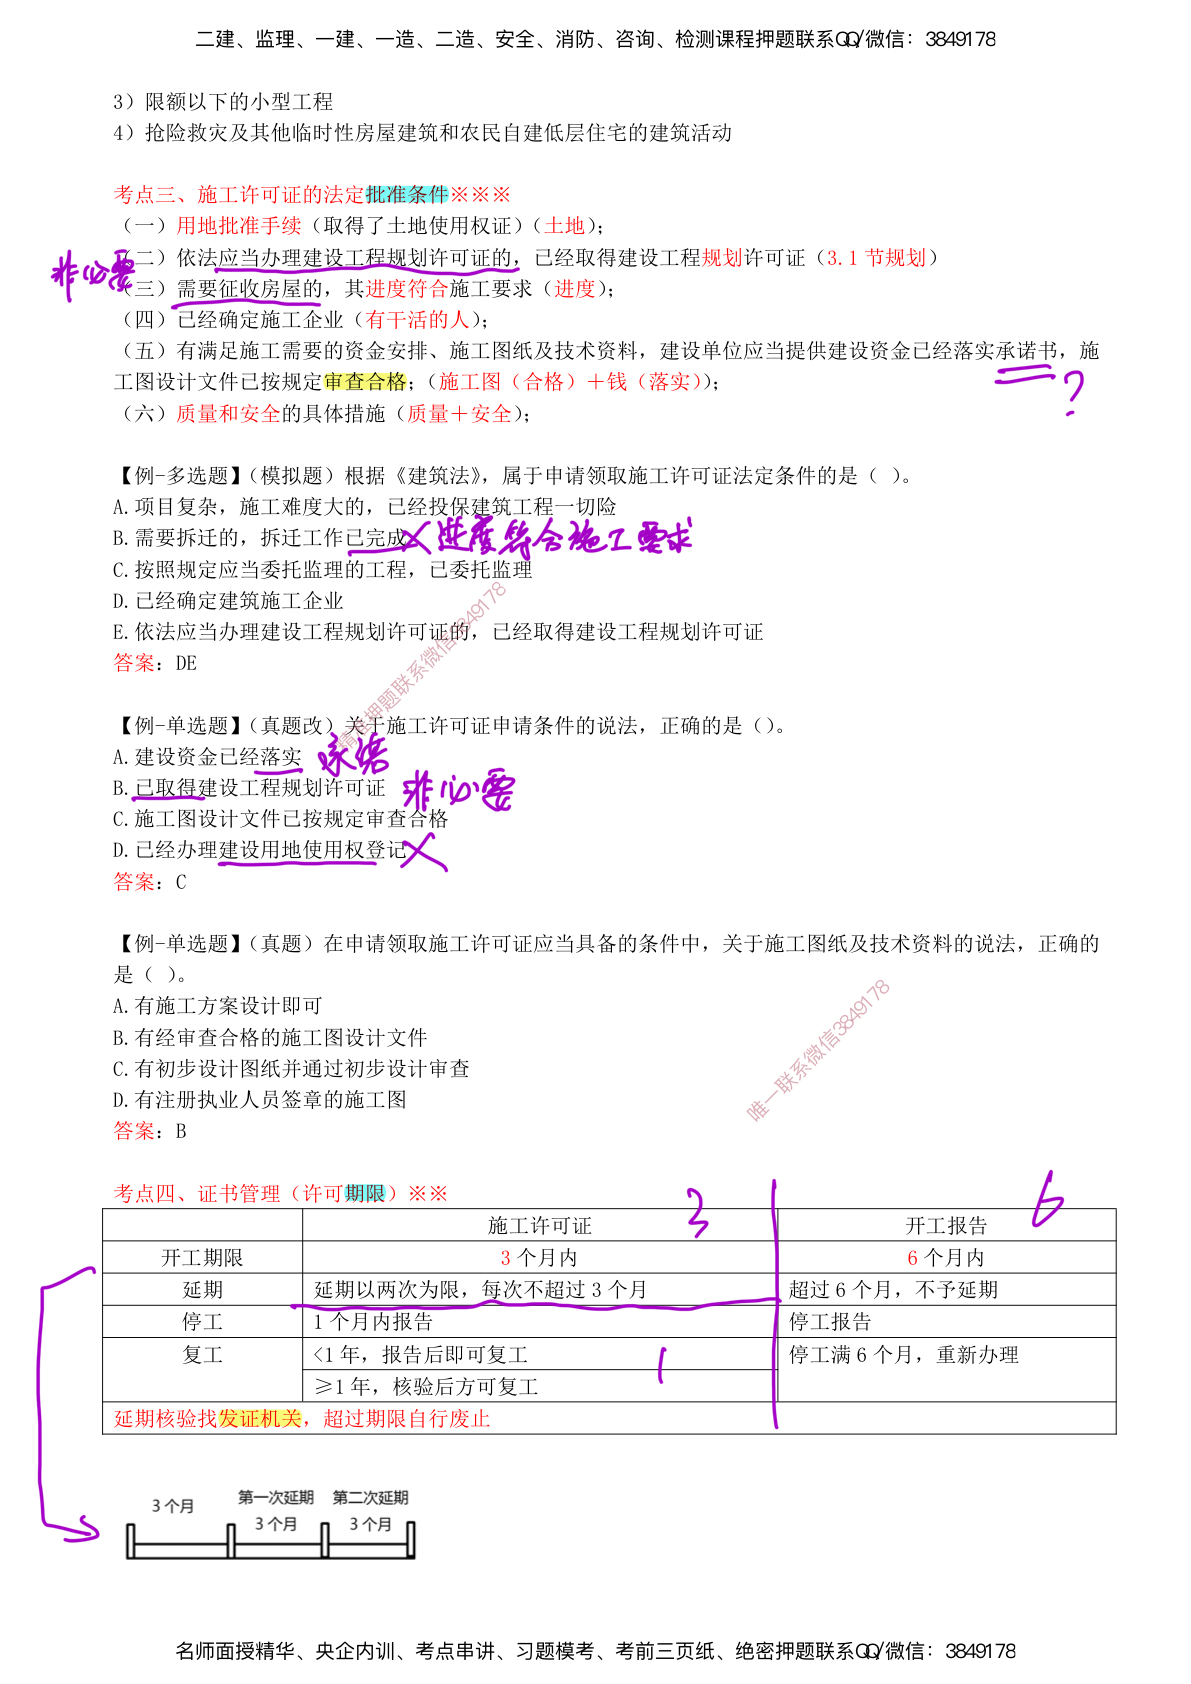 二建、监理、一建、一造、二造、安全、消防、咨询、检测课程押题联系QQ/微信：3849178
3）限额以下的小型工程
4）抢险救灾及其他临时性房屋建筑和农民自建低层住宅的建筑活动
考点三、施工许可证的法定批准条件※※※
（一）用地批准手续（取得了土地使用权证）（土地）；
（二）依法应当办理建设工程规划许可证的，已经取得建设工程规划许可证（3.1 节规划）
非必要
（三）需要征收房屋的，其进度符合施工要求（进度）；
（四）已经确定施工企业（有干活的人）；
（五）有满足施工需要的资金安排、施工图纸及技术资料，建设单位应当提供建设资金已经落实承诺书，施
工图设计文件已按规定审查合格；（施工图（合格）＋钱（落实））；
？
（六）质量和安全的具体措施（质量＋安全）；
【例-多选题】（模拟题）根据《建筑法》，属于申请领取施工许可证法定条件的是（ ）。
A.项目复杂，施工难度大的，已经投保建筑工程一切险
B.需要拆迁的，拆迁工作已完成
进度符合施工要求
C.按照规定应当委托监理的工程，已委托监理
D.已经确定建筑施工企业
E.依法应当办理建设工程规划许可证的，已经取得建设工程规划许可证
答案：DE
精准押题联系微信3849178
【例-单选题】（真题改）关于施工许可证申请条件的说法，正确的是（）。
A.建设资金已经落实 承诺
B.已取得建设工程规划许可证 非必要
C.施工图设计文件已按规定审查合格
D.已经办理建设用地使用权登记
答案：C
【例-单选题】（真题）在申请领取施工许可证应当具备的条件中，关于施工图纸及技术资料的说法，正确的
是（ ）。
A.有施工方案设计即可
B.有经审查合格的施工图设计文件
C.有初步设计图纸并通过初步设计审查
D.有注册执业人员签章的施工图
答案：B
唯一联系微信3849178
考点四、证书管理（许可期限）※※
施工许可证 3 开工报告 6
开工期限 3 个月内 6 个月内
延期 延期以两次为限，每次不超过 3 个月 超过 6 个月，不予延期
停工 1 个月内报告 停工报告
复工 <1 年，报告后即可复工 1 停工满 6 个月，重新办理
≥1 年，核验后方可复工
延期核验找发证机关，超过期限自行废止
3 个月 第一次延期 第二次延期
3 个月 3 个月
名师面授精华、央企内训、考点串讲、习题模考、考前三页纸、绝密押题联系QQ/微信：3849178